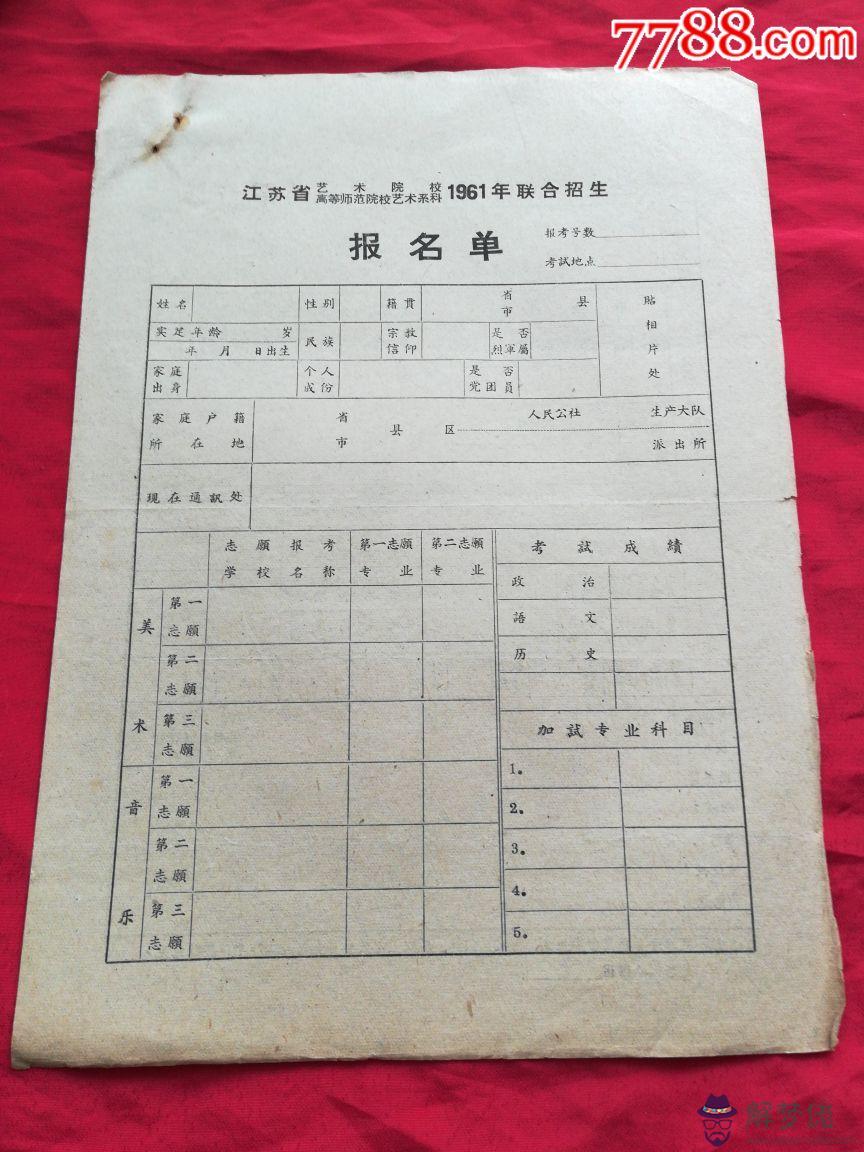 7788.com
江苏省 艺术院校 1961年联合招生
高等师范院校艺术系科
报名单
报考号数
考試地点
姓名 性别 籍貫 省 县 貼
市 相
实足年龄 岁 民族 宗教 是否 片
年 月 日出生 信仰 烈軍屬 处
家庭 个人 是否
出身 成份 党团员
家庭户籍 省 县 区 人民公社 生产大队
所在地 市 派出所
現在通訊处
志願报考 第一志願 第二志願 考試成績
学校名称 专业 专业
政治
美 第一 語文
志願
第二 历史
志願
术 第三 加試专业科目
志願
音 第一 1.
志願 2.
第二 3.
志願
乐 第三 4.
志願 5.
解梦佬